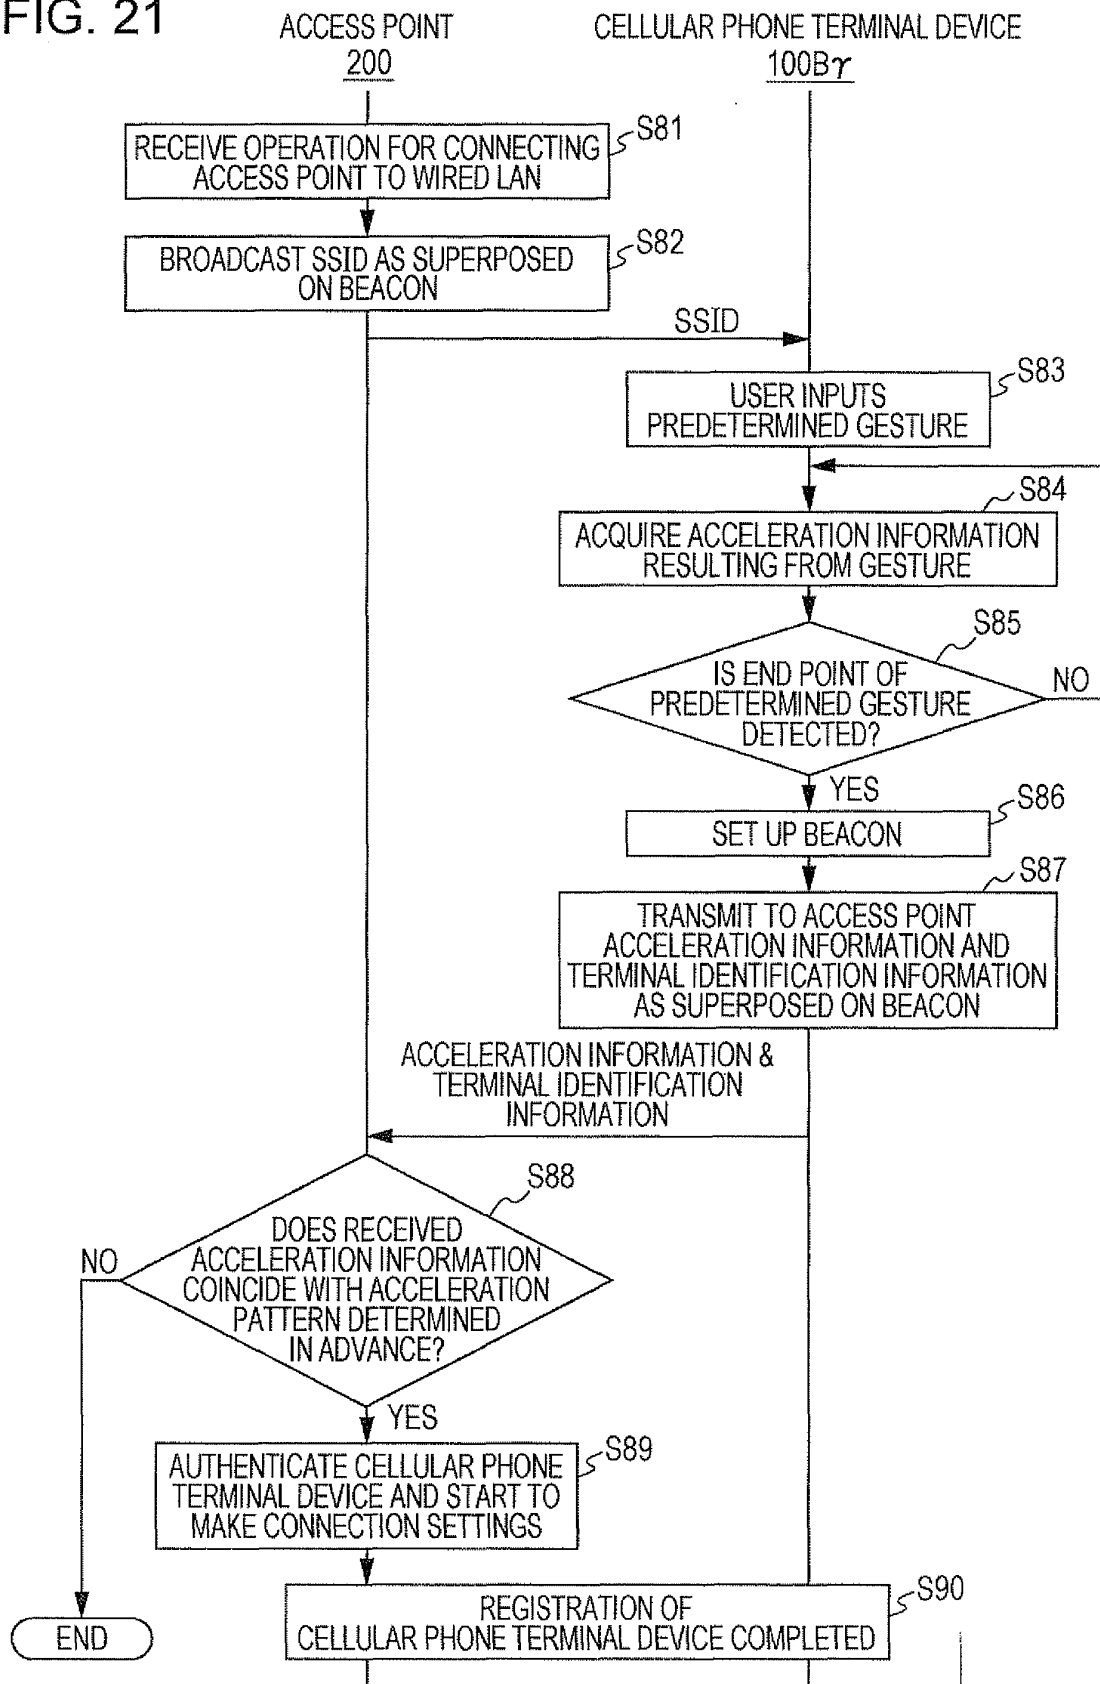 FIG. 21
ACCESS POINT
200
CELLULAR PHONE TERMINAL DEVICE
100Bγ
RECEIVE OPERATION FOR CONNECTING
ACCESS POINT TO WIRED LAN
S81
BROADCAST SSID AS SUPERPOSED
ON BEACON
S82
SSID
USER INPUTS
PREDETERMINED GESTURE
S83
ACQUIRE ACCELERATION INFORMATION
RESULTING FROM GESTURE
S84
IS END POINT OF
PREDETERMINED GESTURE
DETECTED?
S85
NO
YES
SET UP BEACON
S86
TRANSMIT TO ACCESS POINT
ACCELERATION INFORMATION AND
TERMINAL IDENTIFICATION INFORMATION
AS SUPERPOSED ON BEACON
S87
ACCELERATION INFORMATION &
TERMINAL IDENTIFICATION
INFORMATION
DOES RECEIVED
ACCELERATION INFORMATION
COINCIDE WITH ACCELERATION
PATTERN DETERMINED
IN ADVANCE?
S88
NO
YES
AUTHENTICATE CELLULAR PHONE
TERMINAL DEVICE AND START TO
MAKE CONNECTION SETTINGS
S89
REGISTRATION OF
CELLULAR PHONE TERMINAL DEVICE COMPLETED
S90
END